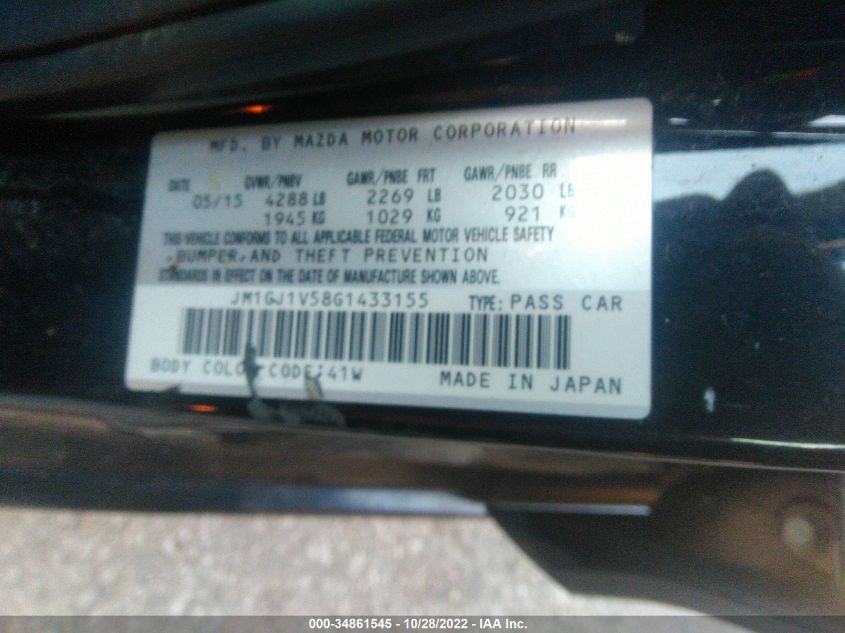 MFD. BY MAZDA MOTOR CORPORATION
DATE GVWR/PNBV GAWR/PNBE FRT GAWR/PNBE RR
05/15 4288 LB 2269 LB 2030 LB
1945 KG 1029 KG 921 KG
THIS VEHICLE CONFORMS TO ALL APPLICABLE FEDERAL MOTOR VEHICLE SAFETY
,BUMPER,AND THEFT PREVENTION
STANDARDS IN EFFECT ON THE DATE OF MANUFACTURE SHOWN ABOVE.
JM1GJ1V58G1433155 TYPE: PASS CAR
BODY COLOR CODE:41W MADE IN JAPAN
000-34861545 - 10/28/2022 - IAA Inc.